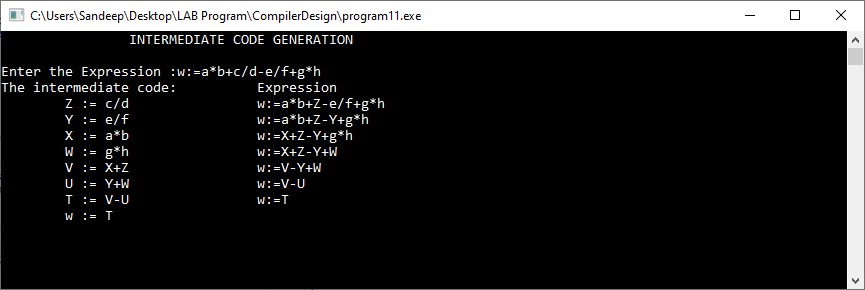 C:\Users\Sandeep\Desktop\LAB Program\CompilerDesign\program11.exe
INTERMEDIATE CODE GENERATION
Enter the Expression :w:=a*b+c/d-e/f+g*h
The intermediate code: Expression
Z := c/d w:=a*b+Z-e/f+g*h
Y := e/f w:=a*b+Z-Y+g*h
X := a*b w:=X+Z-Y+g*h
W := g*h w:=X+Z-Y+W
V := X+Z w:=V-Y+W
U := Y+W w:=V-U
T := V-U w:=T
w := T